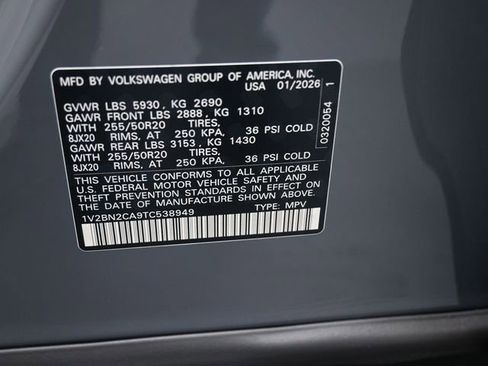 MFD BY VOLKSWAGEN GROUP OF AMERICA, INC.
USA 01/2026
GVWR LBS 5930, KG 2690
GAWR FRONT LBS 2888, KG 1310
WITH 255/50R20 TIRES,
8JX20 RIMS, AT 250 KPA, 36 PSI COLD
GAWR REAR LBS 3153, KG 1430
WITH 255/50R20 TIRES,
8JX20 RIMS, AT 250 KPA, 36 PSI COLD
THIS VEHICLE CONFORMS TO ALL APPLICABLE
U.S. FEDERAL MOTOR VEHICLE SAFETY AND
THEFT PREVENTION STANDARDS IN EFFECT ON
THE DATE OF MANUFACTURE SHOWN ABOVE.
1V2BN2CA9TC538949 TYPE: MPV
0320054 1